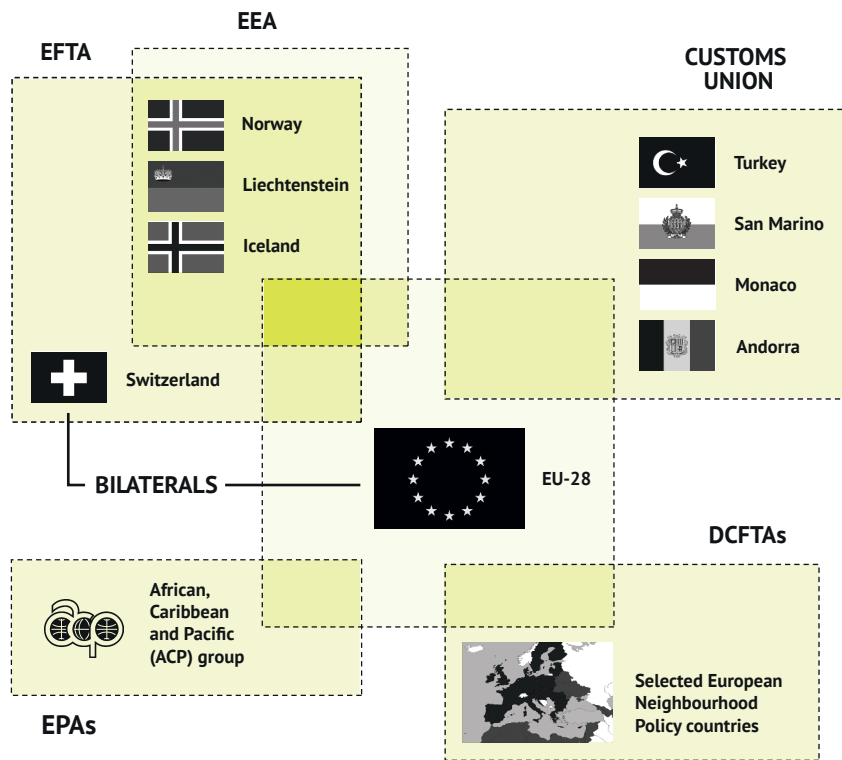 EEA
EFTA
CUSTOMS
UNION
Norway
Liechtenstein
Iceland
Turkey
San Marino
Monaco
Andorra
Switzerland
BILATERALS
EU-28
DCFTAs
acp
African,
Caribbean
and Pacific
(ACP) group
EPAs
Selected European
Neighbourhood
Policy countries